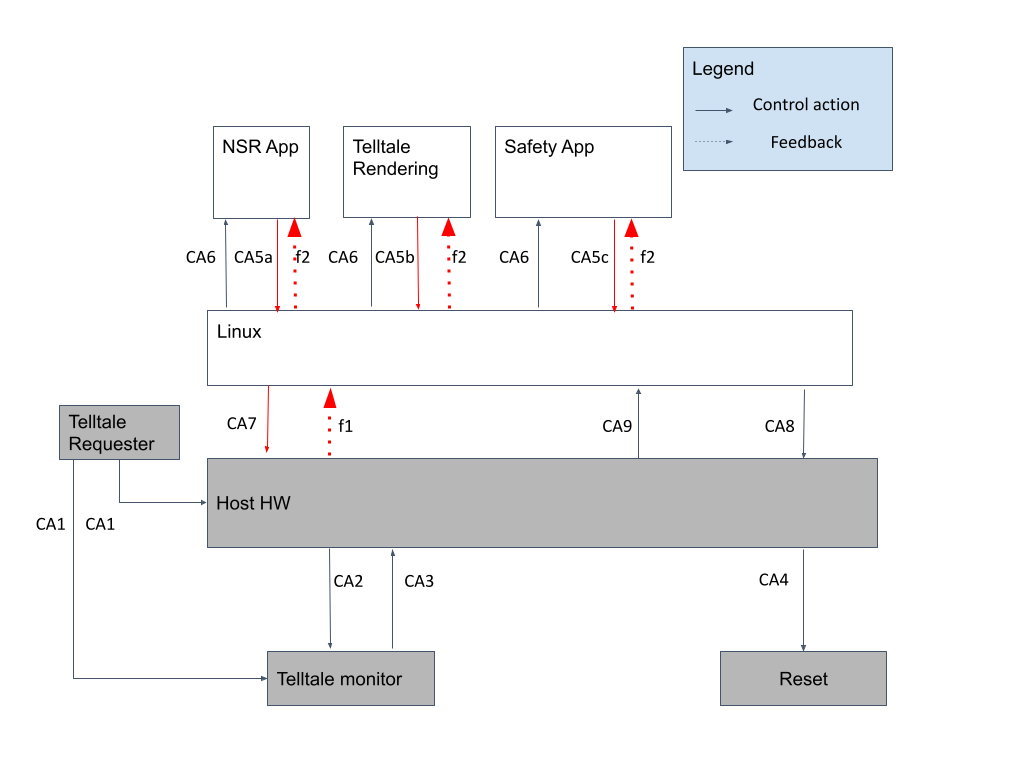 Legend
Control action
Feedback
NSR App
Telltale
Rendering
Safety App
CA6
CA5a
f2
CA6
CA5b
f2
CA6
CA5c
f2
Linux
Telltale
Requester
CA7
f1
CA9
CA8
Host HW
CA1
CA1
CA2
CA3
CA4
Telltale monitor
Reset